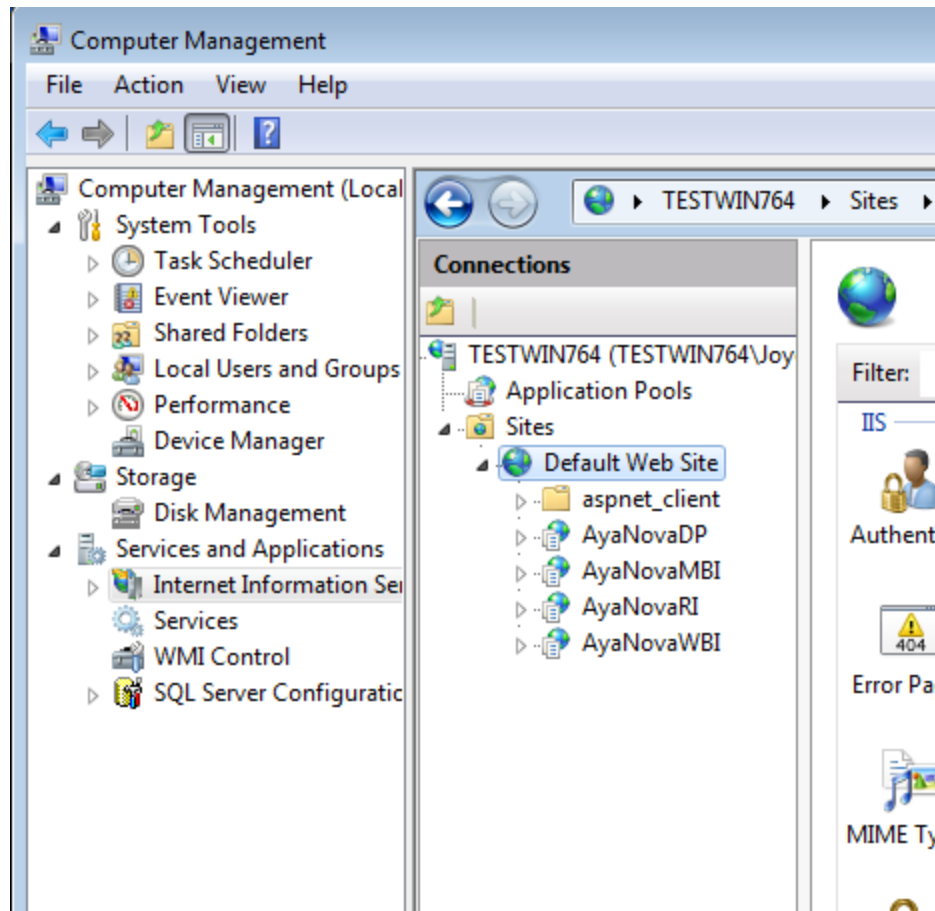 Computer Management
File Action View Help
Computer Management (Local
System Tools
Task Scheduler
Event Viewer
Shared Folders
Local Users and Groups
Performance
Device Manager
Storage
Disk Management
Services and Applications
Internet Information Ser
Services
WMI Control
SQL Server Configuratic
TESTWIN764 Sites
Connections
TESTWIN764 (TESTWIN764\Joy
Application Pools
Sites
Default Web Site
aspnet_client
AyaNovaDP
AyaNovaMBI
AyaNovaRI
AyaNovaWBI
Filter:
IIS
Authent
404
Error Pa
MIME Ty